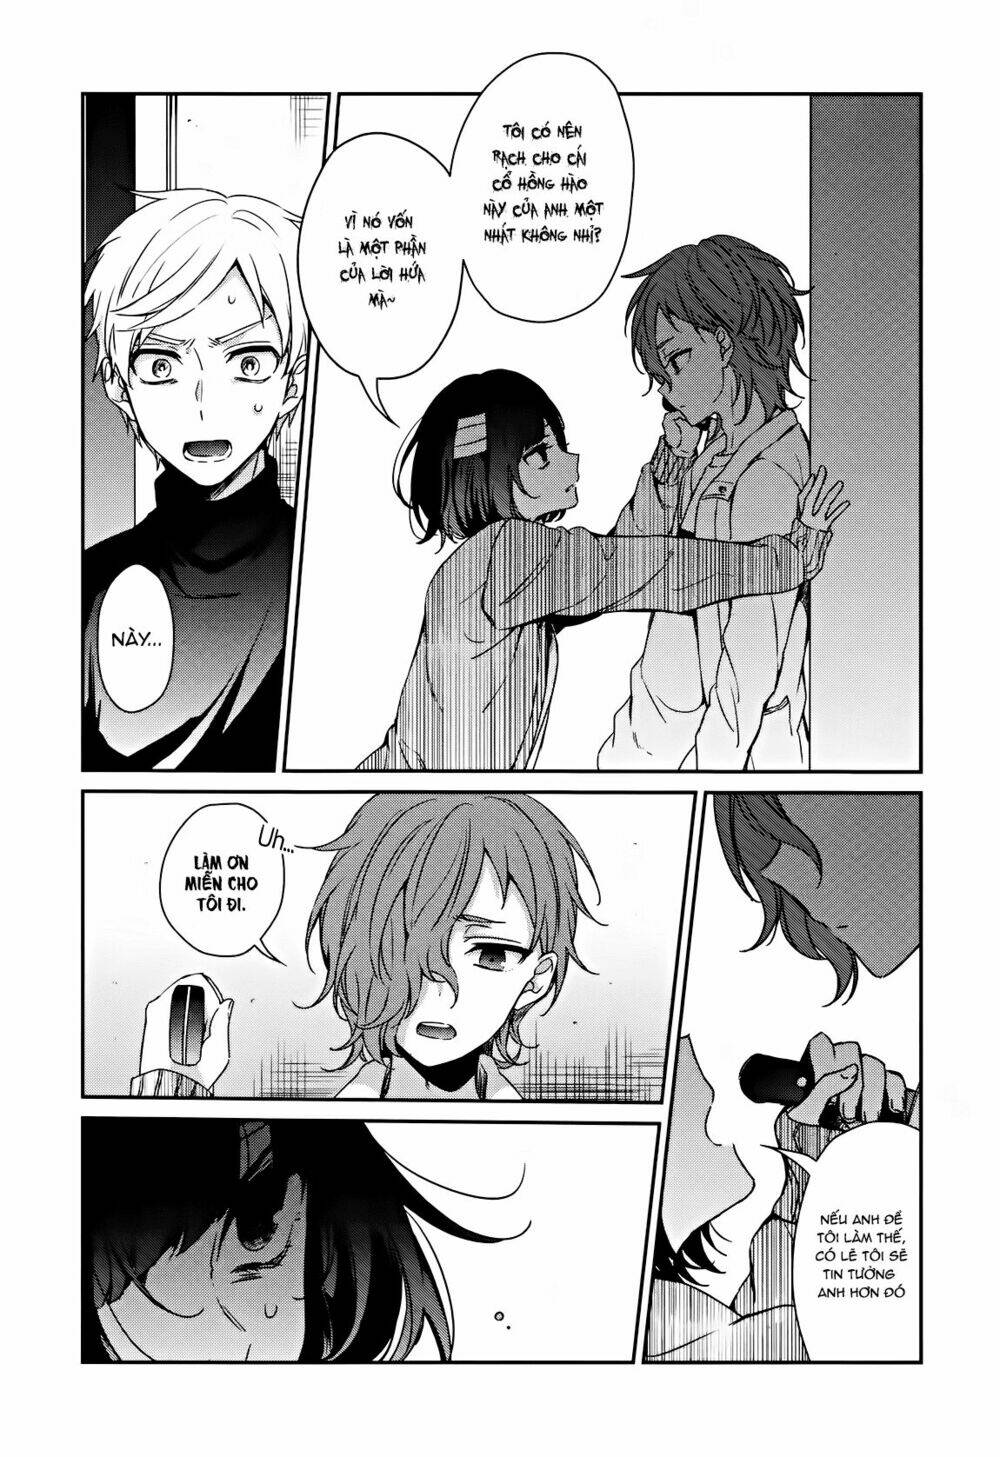 TÔI CÓ NÊN
RẠCH CHO CÁI
CỔ HỒNG HÀO
NÀY CỦA ANH MỘT
NHÁT KHÔNG NHỊ?
VÌ NÓ VỐN
LÀ MỘT PHẦN
CỦA LỜI HỨA
MÀ~
NÀY...
Uh...
LÀM ƠN
MIỄN CHO
TÔI ĐI.
NẾU ANH ĐỂ
TÔI LÀM THẾ,
CÓ LẼ TÔI SẼ
TIN TƯỞNG
ANH HƠN ĐÓ